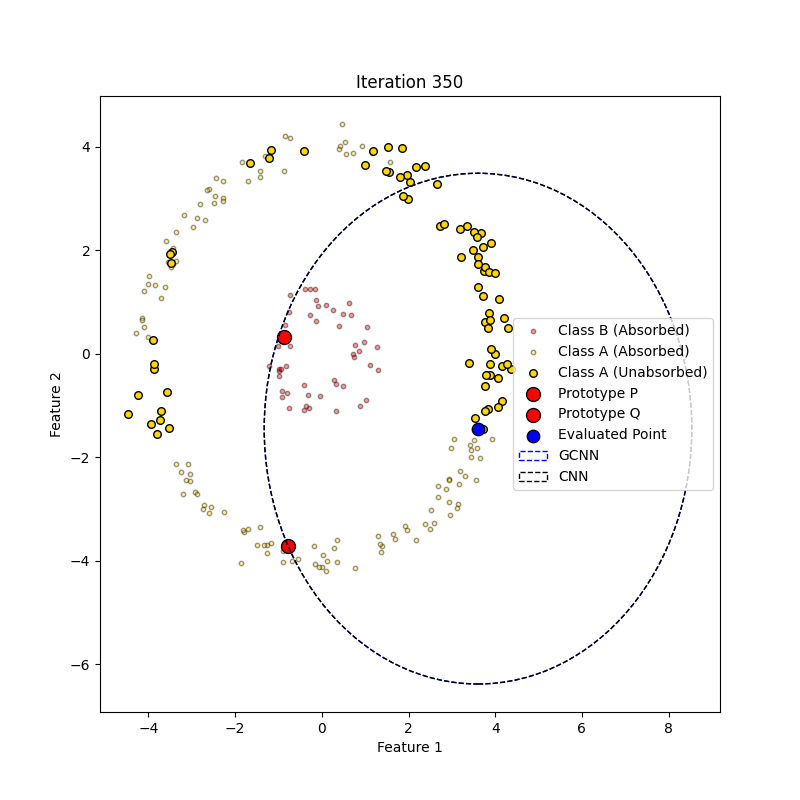 Iteration 350
Feature 2
4
2
0
−2
−4
−6
Class B (Absorbed)
Class A (Absorbed)
Class A (Unabsorbed)
Prototype P
Prototype Q
Evaluated Point
GCNN
CNN
−4
−2
0
2
4
6
8
Feature 1